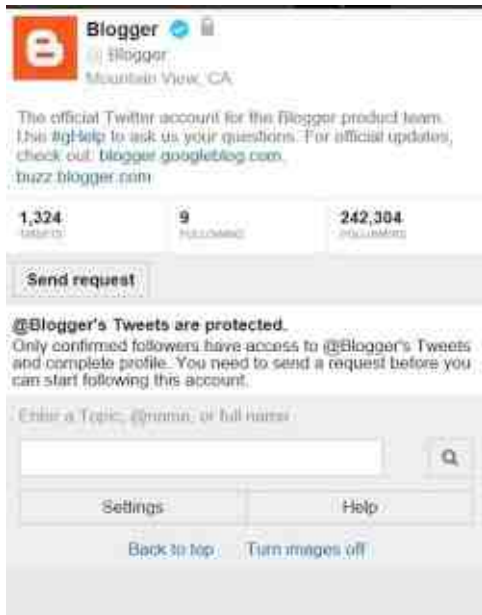 Blogger
@ Blogger
Mountain View, CA
The official Twitter account for the Blogger product team.
Use #gHelp to ask us your questions. For official updates,
check out: blogger.googleblog.com.
buzz.blogger.com
1,324 9 242,304
TWEETS FOLLOWING FOLLOWERS
Send request
@Blogger's Tweets are protected.
Only confirmed followers have access to @Blogger's Tweets
and complete profile. You need to send a request before you
can start following this account.
Enter a Topic, @name, or full name
Settings Help
Back to top Turn images off